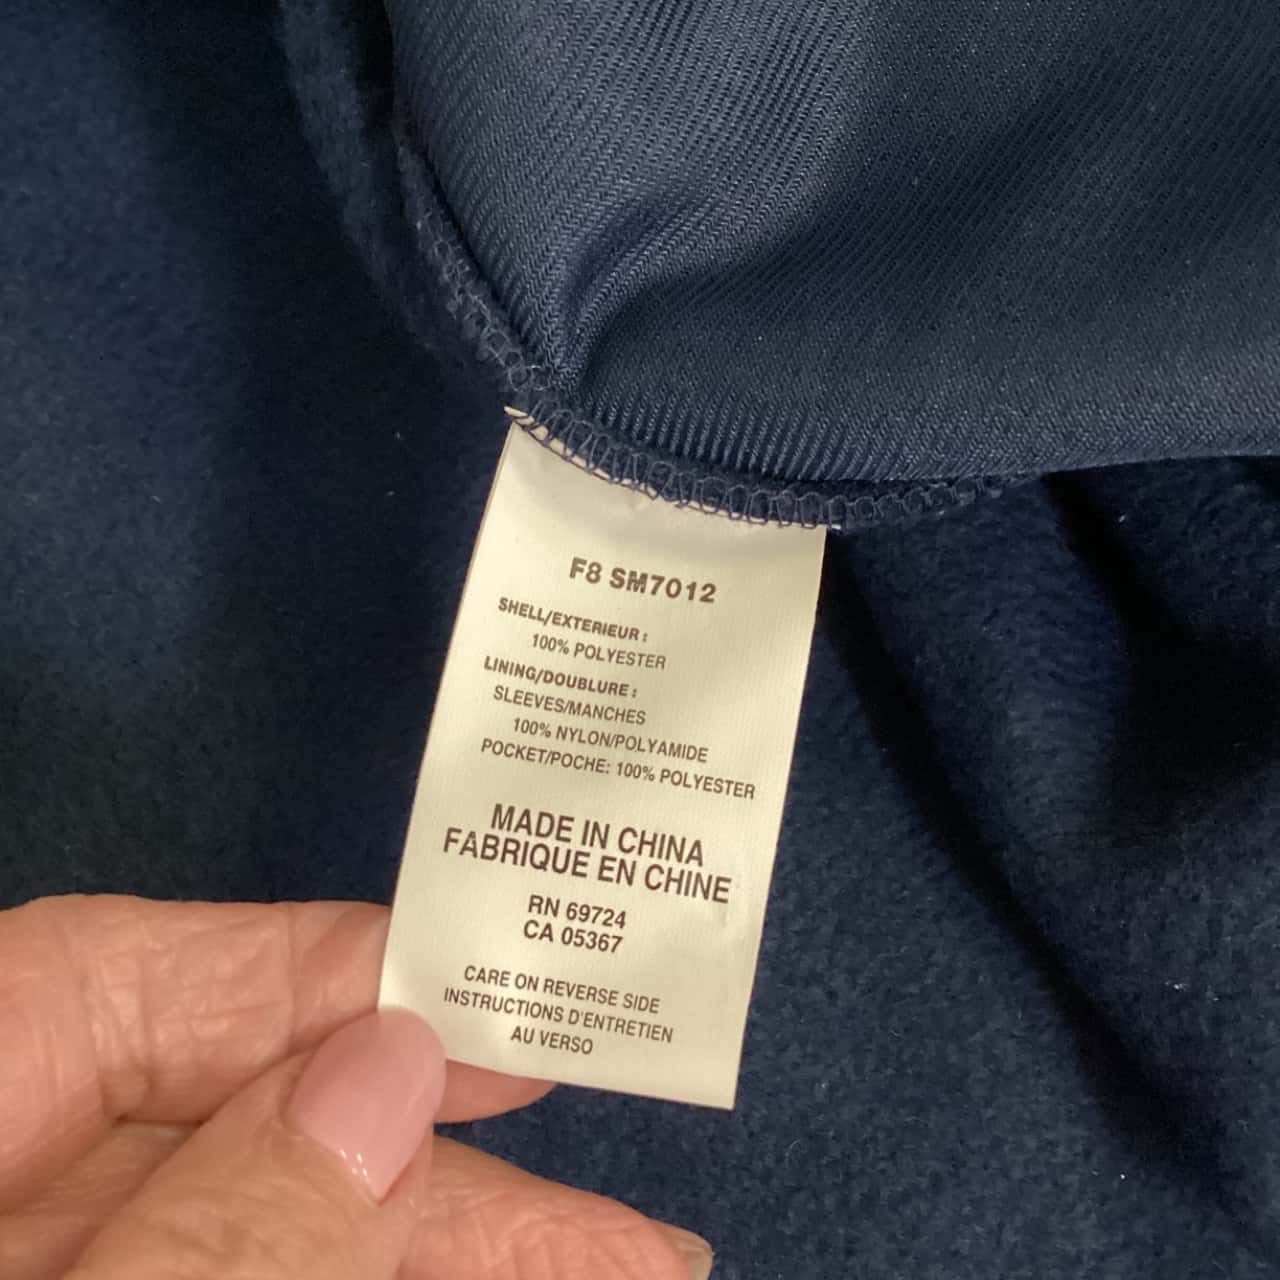 F8 SM7012
SHELL/EXTERIEUR :
100% POLYESTER
LINING/DOUBLURE :
SLEEVES/MANCHES
100% NYLON/POLYAMIDE
POCKET/POCHE: 100% POLYESTER
MADE IN CHINA
FABRIQUE EN CHINE
RN 69724
CA 05367
CARE ON REVERSE SIDE
INSTRUCTIONS D'ENTRETIEN
AU VERSO